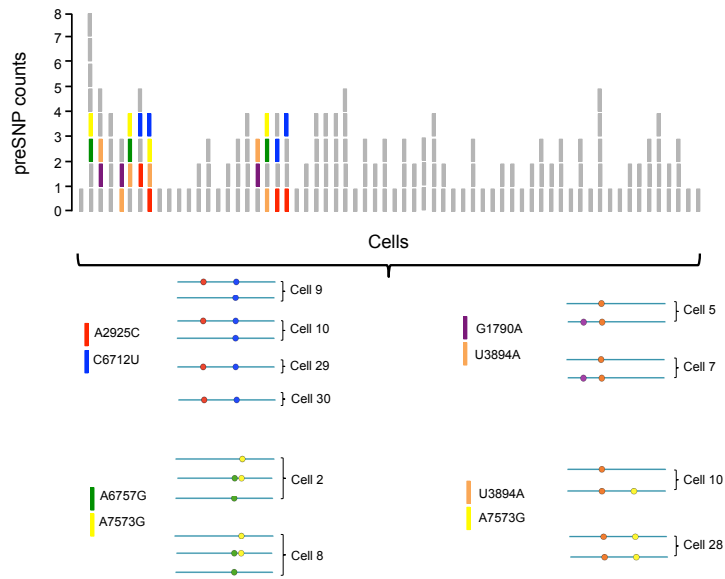 preSNP counts
8
7
6
5
4
3
2
1
0
Cells
A2925C
C6712U
Cell 9
Cell 10
Cell 29
Cell 30
G1790A
U3894A
Cell 5
Cell 7
A6757G
A7573G
Cell 2
Cell 8
U3894A
A7573G
Cell 10
Cell 28